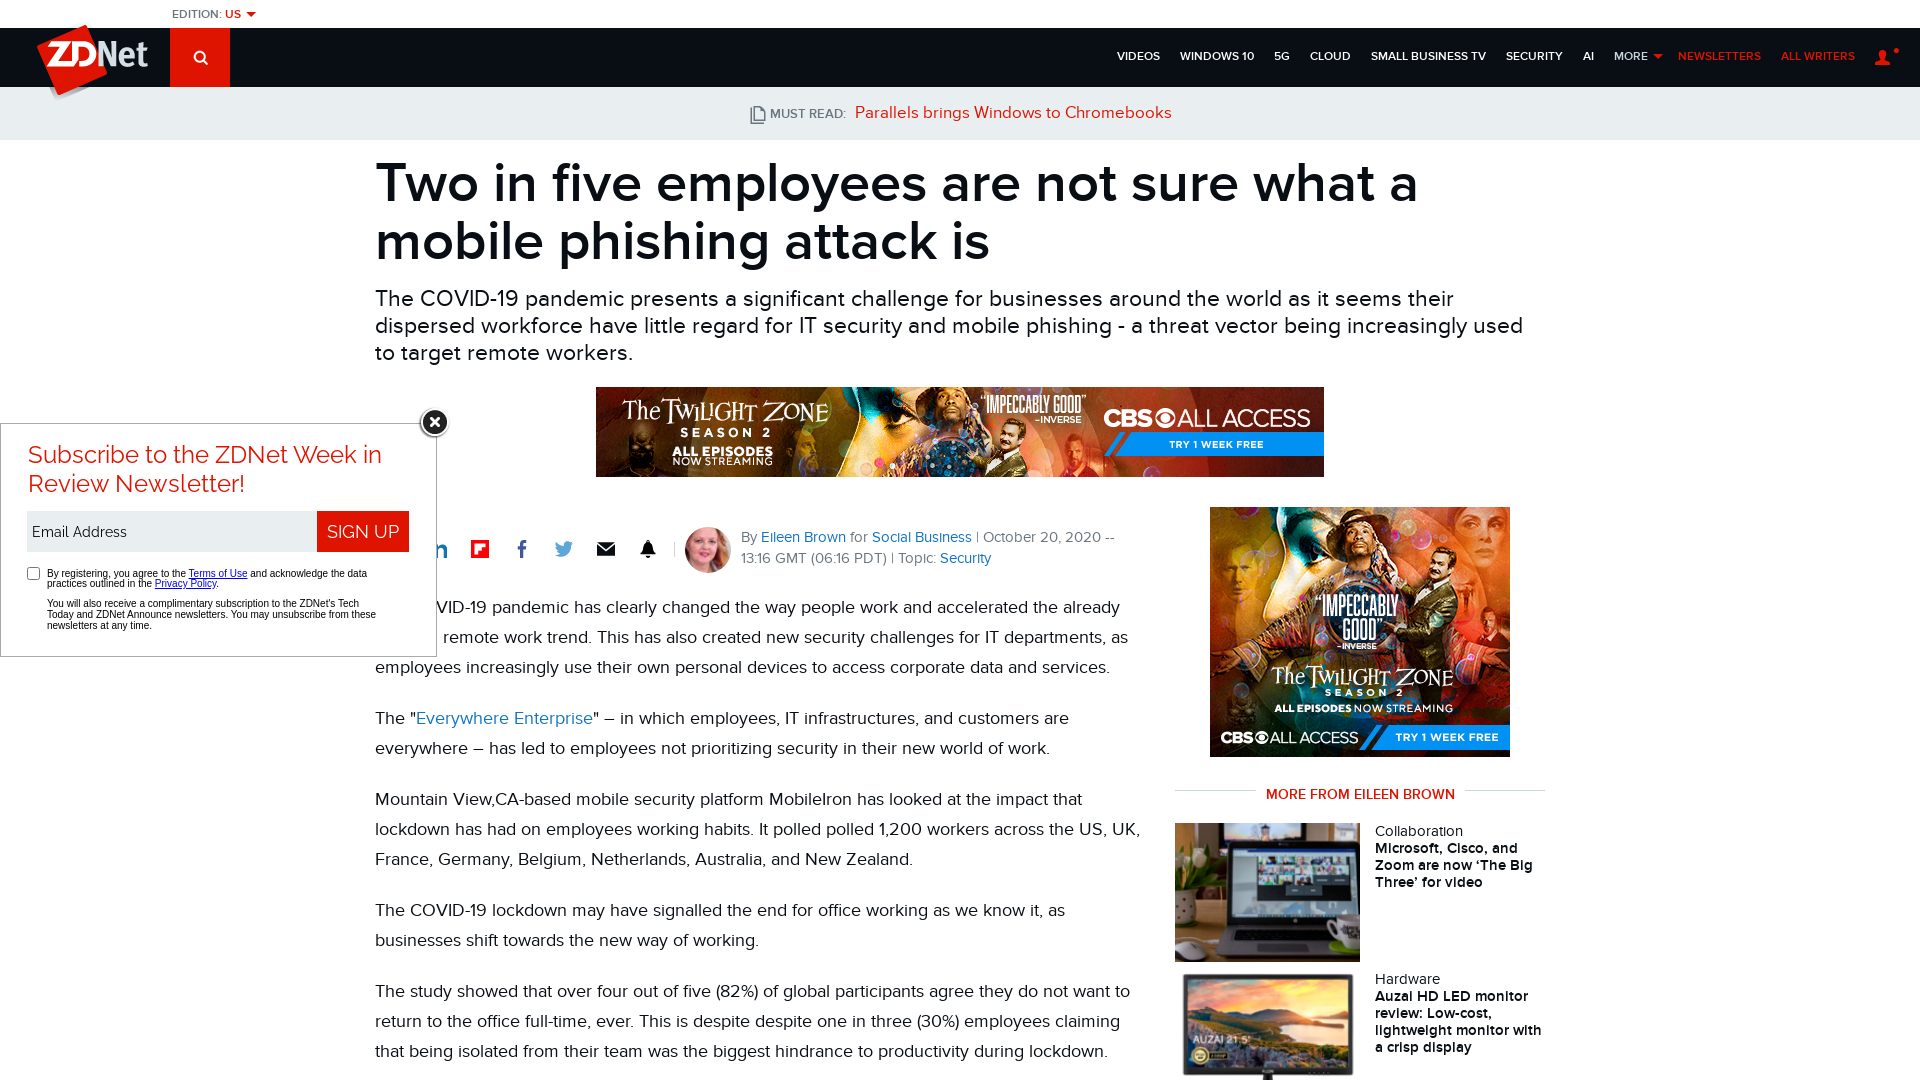 EDITION: US
ZDNet
VIDEOS WINDOWS 10 5G CLOUD SMALL BUSINESS TV SECURITY AI MORE NEWSLETTERS ALL WRITERS
MUST READ: Parallels brings Windows to Chromebooks
Two in five employees are not sure what a
mobile phishing attack is
The COVID-19 pandemic presents a significant challenge for businesses around the world as it seems their
dispersed workforce have little regard for IT security and mobile phishing - a threat vector being increasingly used
to target remote workers.
The TWILIGHT ZONE
SEASON 2
ALL EPISODES
NOW STREAMING
"IMPECCABLY GOOD"
–INVERSE
CBS ALL ACCESS
TRY 1 WEEK FREE
Subscribe to the ZDNet Week in
Review Newsletter!
Email Address
SIGN UP
By registering, you agree to the Terms of Use and acknowledge the data
practices outlined in the Privacy Policy.
You will also receive a complimentary subscription to the ZDNet's Tech
Today and ZDNet Announce newsletters. You may unsubscribe from these
newsletters at any time.
By Eileen Brown for Social Business | October 20, 2020 --
13:16 GMT (06:16 PDT) | Topic: Security
VID-19 pandemic has clearly changed the way people work and accelerated the already
remote work trend. This has also created new security challenges for IT departments, as
employees increasingly use their own personal devices to access corporate data and services.
The "Everywhere Enterprise" – in which employees, IT infrastructures, and customers are
everywhere – has led to employees not prioritizing security in their new world of work.
Mountain View,CA-based mobile security platform MobileIron has looked at the impact that
lockdown has had on employees working habits. It polled polled 1,200 workers across the US, UK,
France, Germany, Belgium, Netherlands, Australia, and New Zealand.
The COVID-19 lockdown may have signalled the end for office working as we know it, as
businesses shift towards the new way of working.
The study showed that over four out of five (82%) of global participants agree they do not want to
return to the office full-time, ever. This is despite despite one in three (30%) employees claiming
that being isolated from their team was the biggest hindrance to productivity during lockdown.
"IMPECCABLY
GOOD"
–INVERSE
The TWILIGHT ZONE
SEASON 2
ALL EPISODES NOW STREAMING
CBS ALL ACCESS
TRY 1 WEEK FREE
MORE FROM EILEEN BROWN
Collaboration
Microsoft, Cisco, and
Zoom are now ‘The Big
Three’ for video
Hardware
Auzai HD LED monitor
review: Low-cost,
lightweight monitor with
a crisp display
AUZAI 21.5"